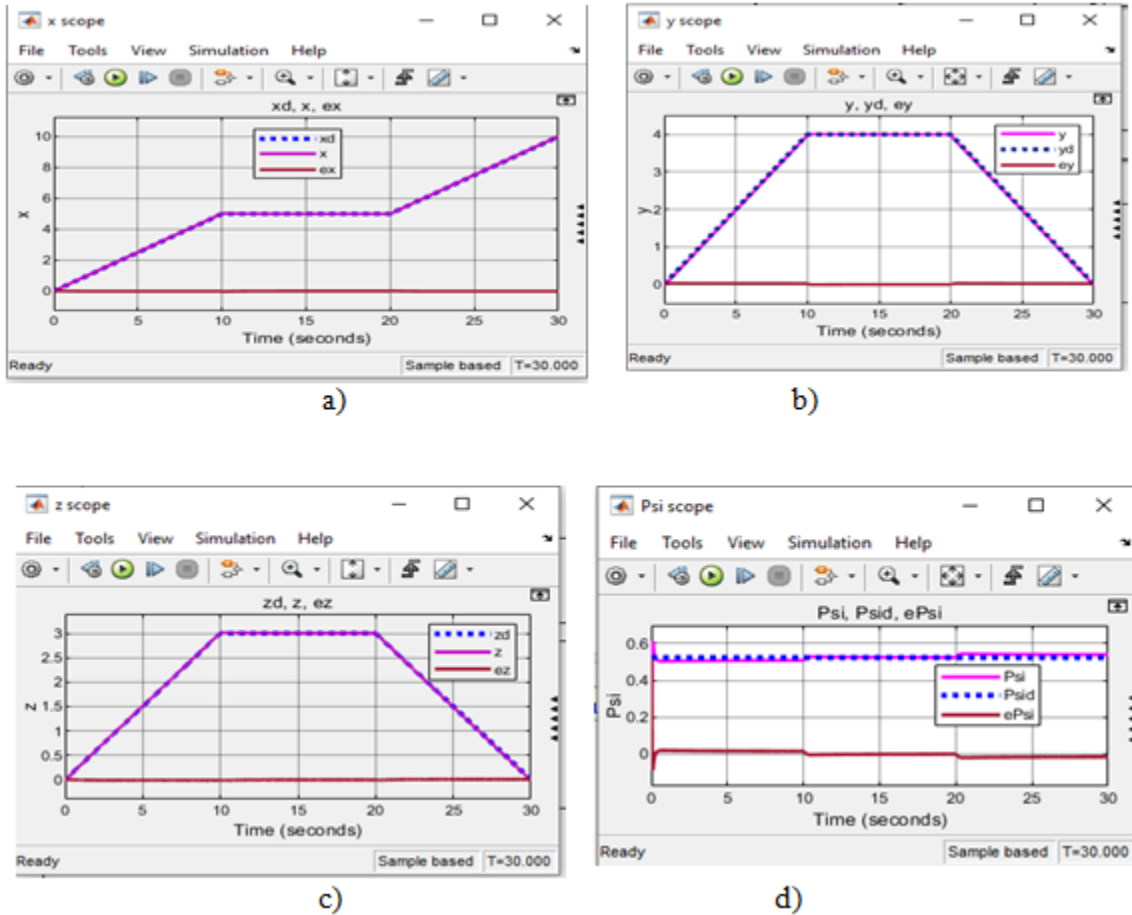 x scope
File Tools View Simulation Help
xd, x, ex
xd
x
ex
10
8
6
4
2
0
x
0 5 10 15 20 25 30
Time (seconds)
Ready Sample based T=30.000
a)
y scope
File Tools View Simulation Help
y, yd, ey
y
yd
ey
4
3
2
1
0
y
0 5 10 15 20 25 30
Time (seconds)
Ready Sample based T=30.000
b)
z scope
File Tools View Simulation Help
zd, z, ez
zd
z
ez
3
2.5
2
1.5
1
0.5
0
z
0 5 10 15 20 25 30
Time (seconds)
Ready Sample based T=30.000
c)
Psi scope
File Tools View Simulation Help
Psi, Psid, ePsi
Psi
Psid
ePsi
0.6
0.4
0.2
0
Psi
0 5 10 15 20 25 30
Time (seconds)
Ready Sample based T=30.000
d)